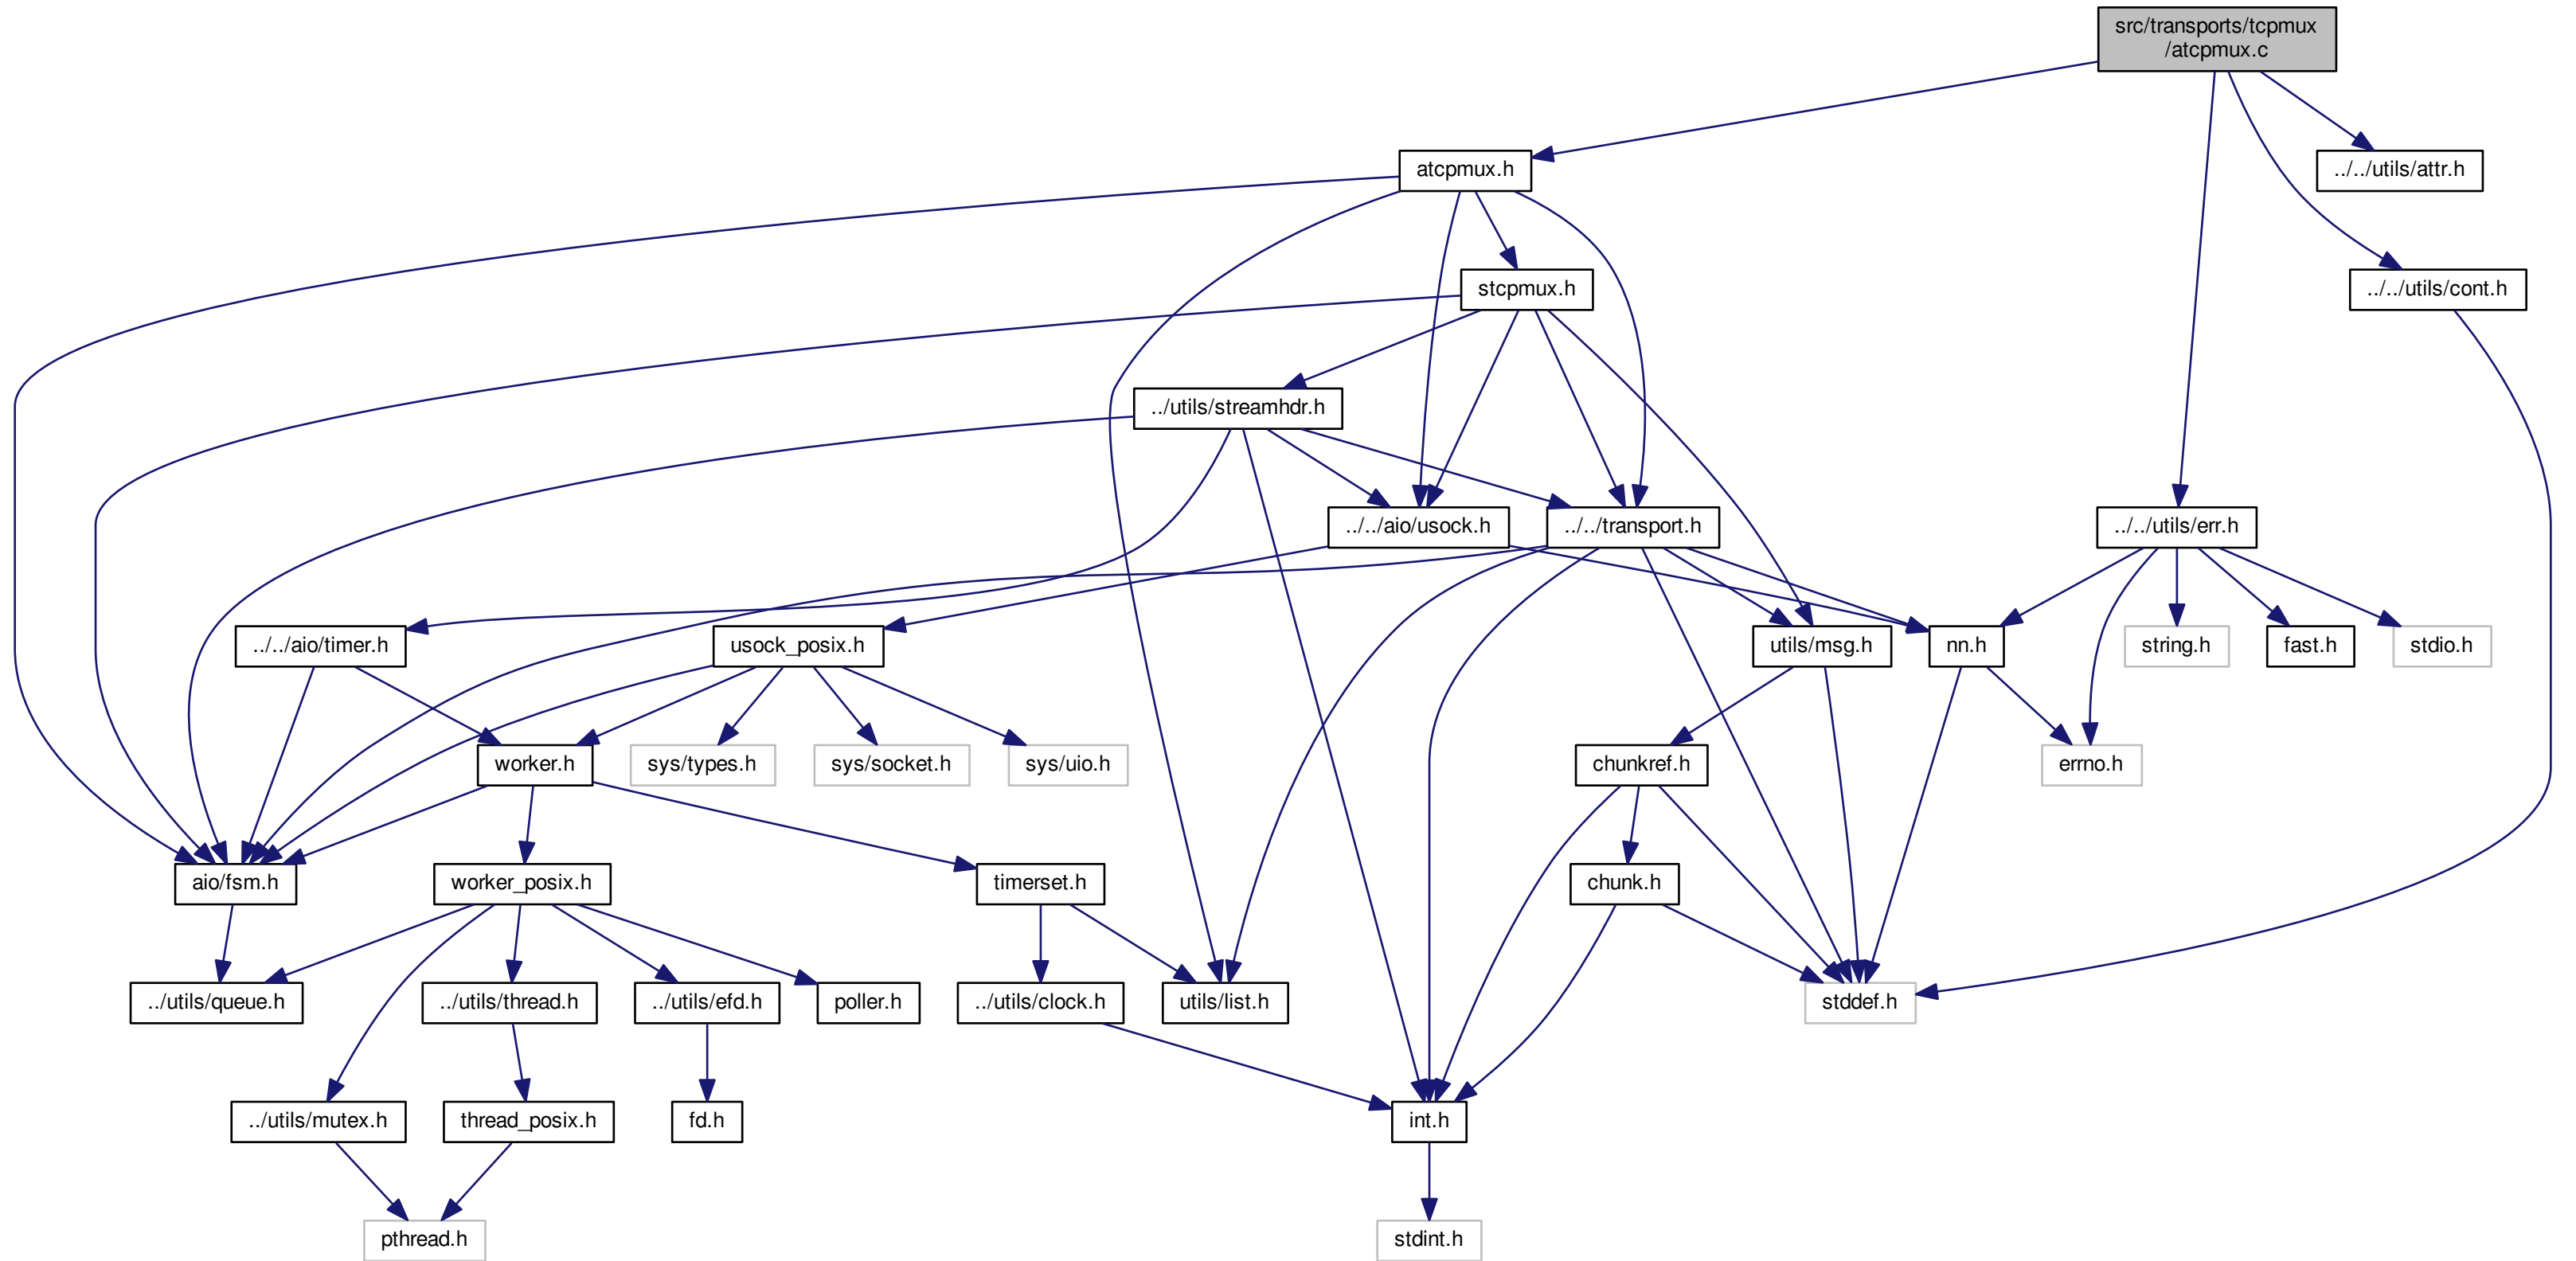 src/transports/tcpmux
/atcpmux.c
atcpmux.h
../../utils/attr.h
stcpmux.h
../../utils/cont.h
../utils/streamhdr.h
../../aio/usock.h
../../transport.h
../../utils/err.h
../../aio/timer.h
usock_posix.h
utils/msg.h
nn.h
string.h
fast.h
stdio.h
worker.h
sys/types.h
sys/socket.h
sys/uio.h
chunkref.h
errno.h
aio/fsm.h
worker_posix.h
timerset.h
chunk.h
../utils/queue.h
../utils/thread.h
../utils/efd.h
poller.h
../utils/clock.h
utils/list.h
stddef.h
../utils/mutex.h
thread_posix.h
fd.h
int.h
pthread.h
stdint.h